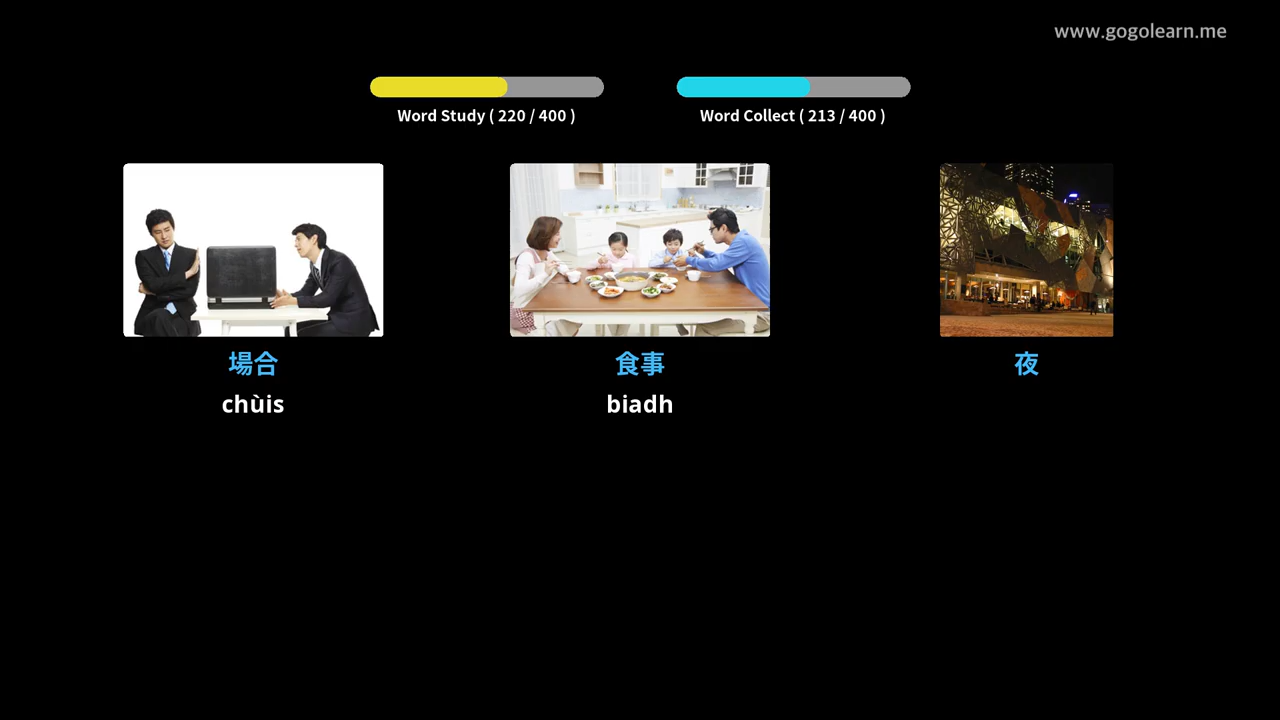 www.gogolearn.me
Word Study ( 220 / 400 )
Word Collect ( 213 / 400 )
場合
食事
夜
chùis
biadh